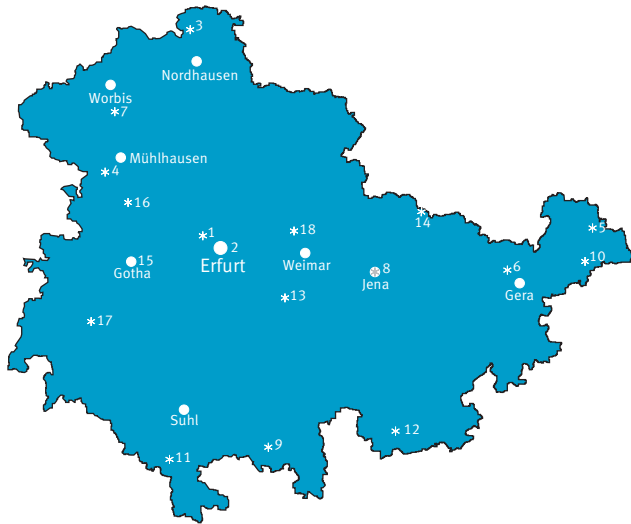 *3
Nordhausen
Worbis
*7
Mühlhausen
*4
*16
*1
2
Erfurt
*18
Weimar
14
*5
15
Gotha
8
Jena
*6
*10
Gera
*13
*17
Suhl
*12
*9
*11